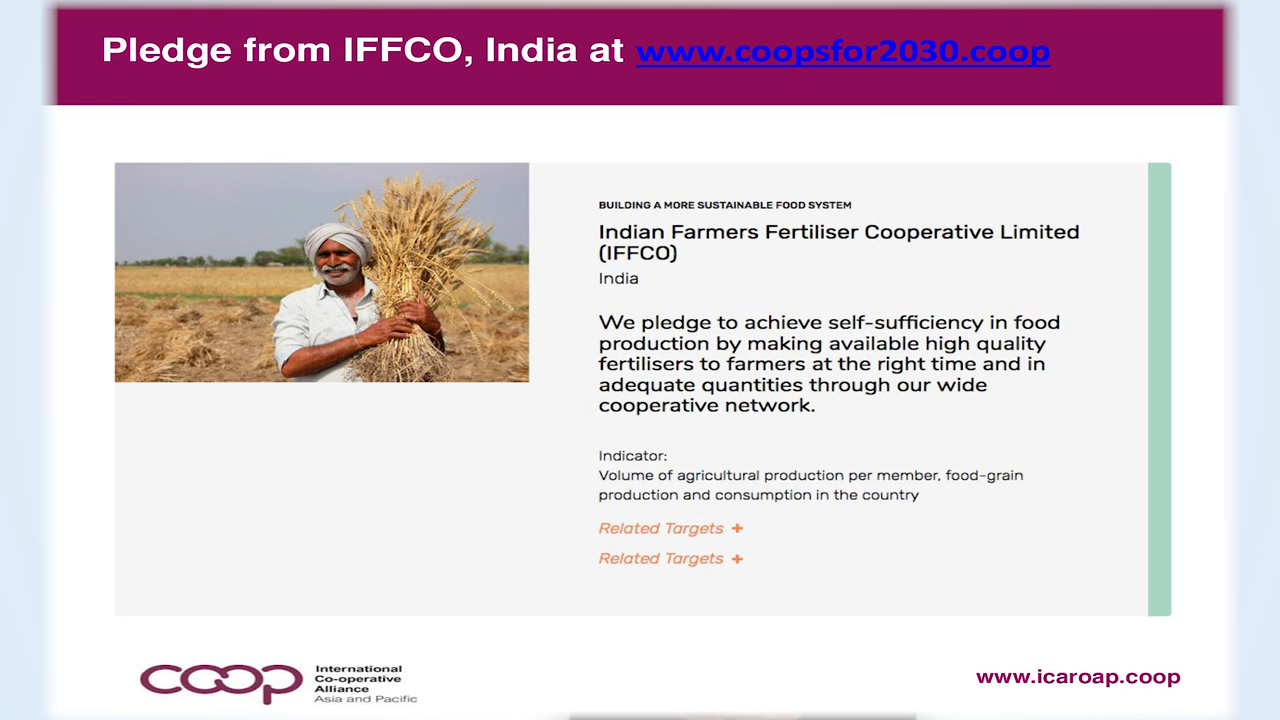 Pledge from IFFCO, India at www.coopsfor2030.coop
BUILDING A MORE SUSTAINABLE FOOD SYSTEM
Indian Farmers Fertiliser Cooperative Limited
(IFFCO)
India
We pledge to achieve self-sufficiency in food
production by making available high quality
fertilisers to farmers at the right time and in
adequate quantities through our wide
cooperative network.
Indicator:
Volume of agricultural production per member, food-grain
production and consumption in the country
Related Targets +
Related Targets +
coop
International
Co-operative
Alliance
Asia and Pacific
www.icaroap.coop